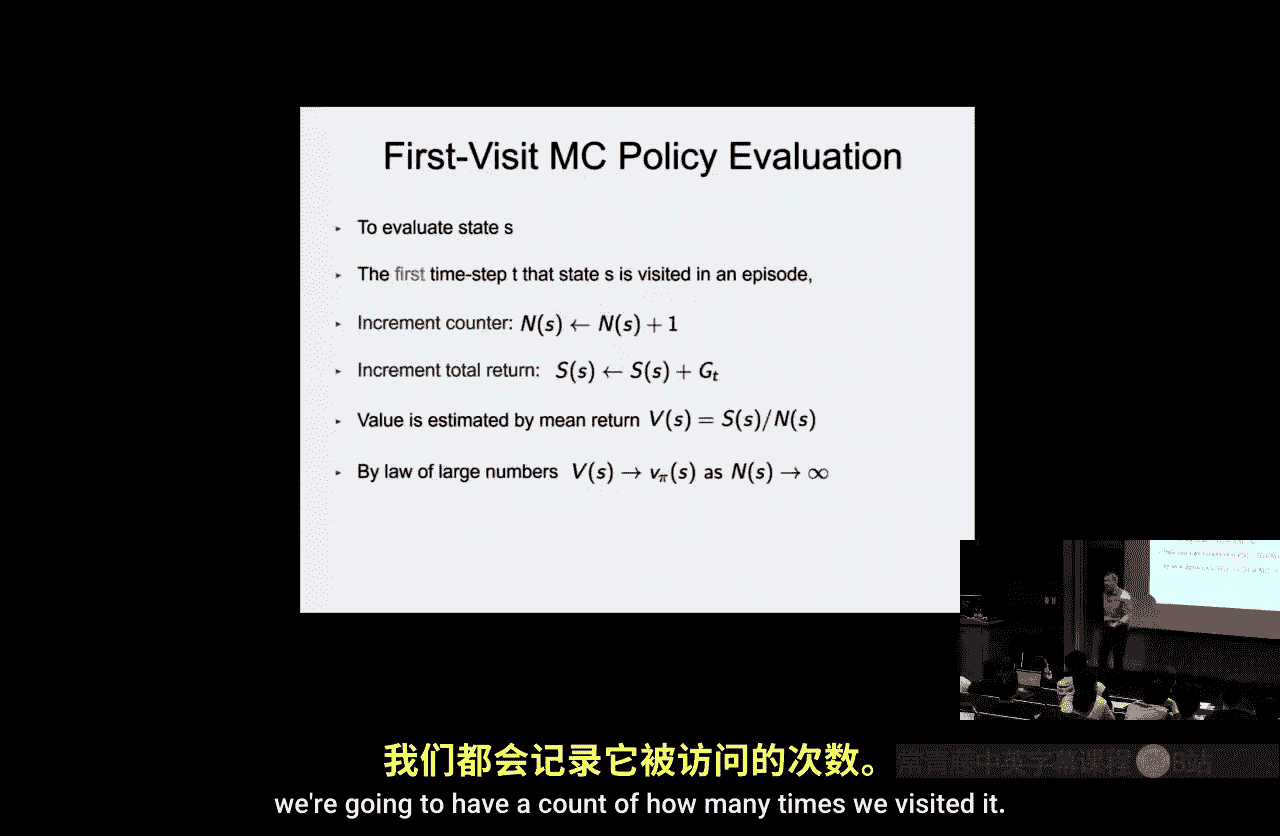 First-Visit MC Policy Evaluation
To evaluate state s
The first time-step t that state s is visited in an episode,
Increment counter: N(s) ← N(s) + 1
Increment total return: S(s) ← S(s) + Gₜ
Value is estimated by mean return V(s) = S(s)/N(s)
By law of large numbers V(s) → vπ(s) as N(s) → ∞
我们都会记录它被访问的次数。
we're going to have a count of how many times we visited it.